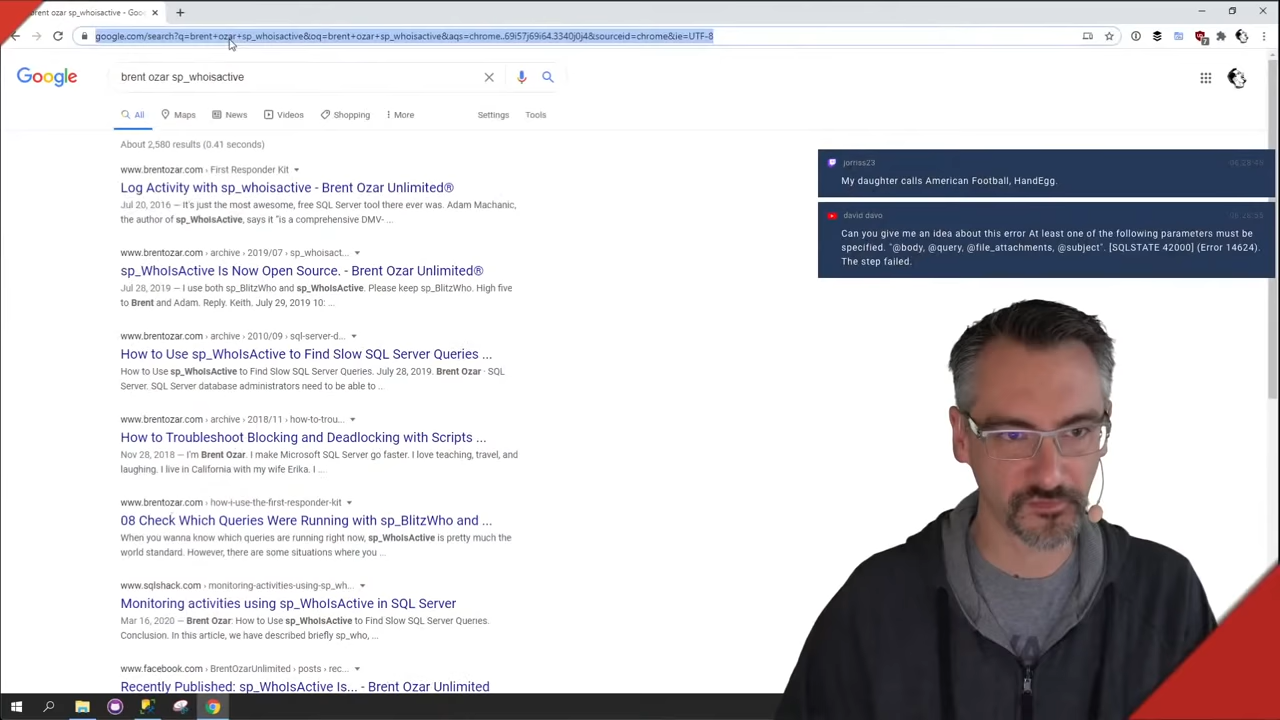 brent ozar sp_whoisactive
google.com/search?q=brent+ozar+sp_whoisactive&oq=brent+ozar+sp_whoisactive&aqs=chrome..69i57j69i64.3340j0j4&sourceid=chrome&ie=UTF-8
Google
brent ozar sp_whoisactive
All Maps News Videos Shopping More Settings Tools
About 2,580 results (0.41 seconds)
www.brentozar.com › First Responder Kit
Log Activity with sp_whoisactive - Brent Ozar Unlimited®
Jul 20, 2016 — It's just the most awesome, free SQL Server tool there ever was. Adam Machanic,
the author of sp_WhoIsActive, says it "is a comprehensive DMV- ...
www.brentozar.com › archive › 2019/07 › sp_whoisact...
sp_WhoIsActive Is Now Open Source. - Brent Ozar Unlimited®
Jul 28, 2019 — I use both sp_BlitzWho and sp_WhoIsActive. Please keep sp_BlitzWho. High five
to Brent and Adam. Reply. Keith. July 29, 2019 10: ...
www.brentozar.com › archive › 2010/09 › sql-server-d...
How to Use sp_WhoIsActive to Find Slow SQL Server Queries ...
How to Use sp_WhoIsActive to Find Slow SQL Server Queries. July 28, 2019. Brent Ozar · SQL
Server. SQL Server database administrators need to be able to ..
www.brentozar.com › archive › 2018/11 › how-to-trou...
How to Troubleshoot Blocking and Deadlocking with Scripts ...
Nov 28, 2018 — I'm Brent Ozar. I make Microsoft SQL Server go faster. I love teaching, travel, and
laughing. I live in California with my wife Erika. I ...
www.brentozar.com › how-i-use-the-first-responder-kit
08 Check Which Queries Were Running with sp_BlitzWho and ...
When you wanna know which queries are running right now, sp_WhoIsActive is pretty much the
world standard. However, there are some situations where you ...
www.sqlshack.com › monitoring-activities-using-sp_wh...
Monitoring activities using sp_WhoIsActive in SQL Server
Mar 16, 2020 — Brent Ozar: How to Use sp_WhoIsActive to Find Slow SQL Server Queries.
Conclusion. In this article, we have described briefly sp_who, ...
www.facebook.com › BrentOzarUnlimited › posts › rec...
Recently Published: sp_WhoIsActive Is... - Brent Ozar Unlimited
jorriss23
My daughter calls American Football, HandEgg.
david davo
Can you give me an idea about this error At least one of the following parameters must be
specified. "@body, @query, @file_attachments, @subject". [SQLSTATE 42000] (Error 14624).
The step failed.